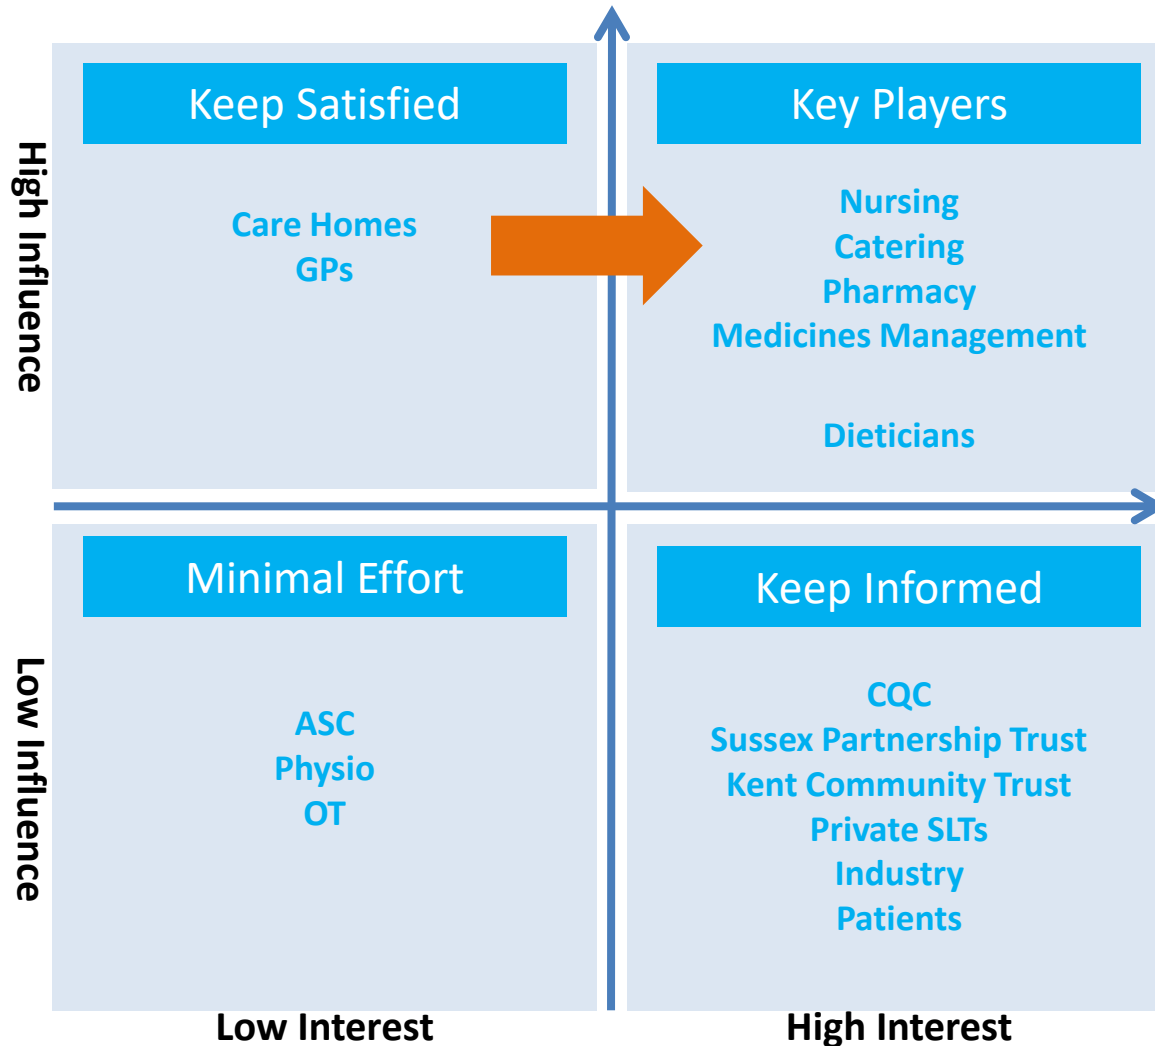 Keep Satisfied
Key Players
High Influence
Care Homes
GPs
Nursing
Catering
Pharmacy
Medicines Management
Dieticians
Minimal Effort
Keep Informed
Low Influence
ASC
Physio
OT
CQC
Sussex Partnership Trust
Kent Community Trust
Private SLTs
Industry
Patients
Low Interest
High Interest